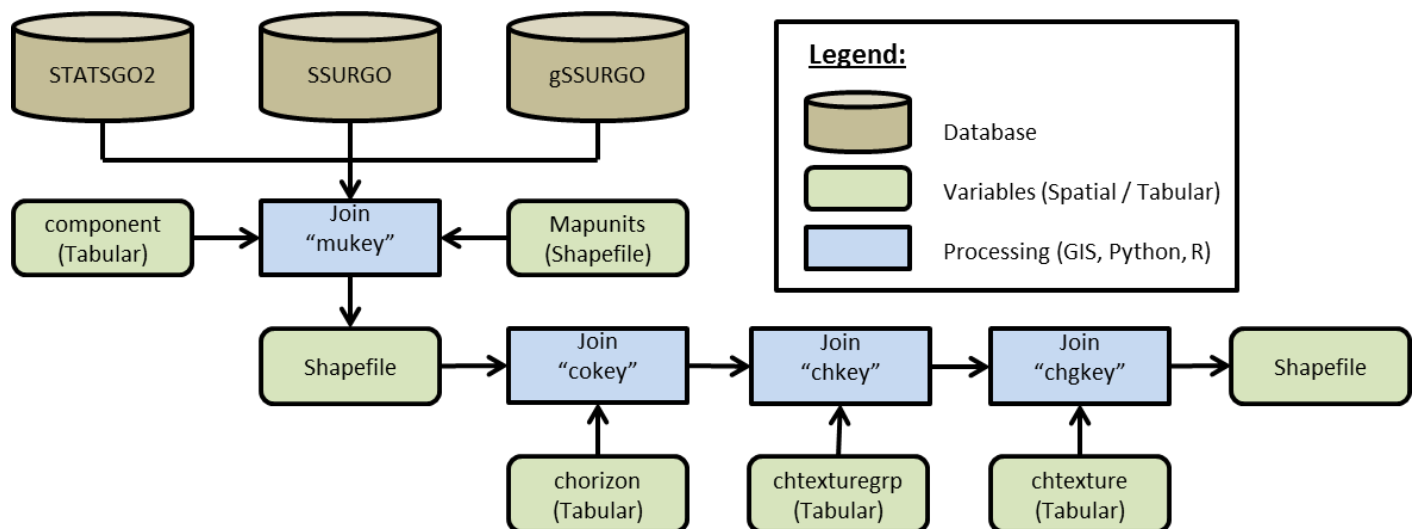 STATSGO2
SSURGO
gSSURGO
Legend:
Database
Variables (Spatial / Tabular)
Processing (GIS, Python, R)
component
(Tabular)
Join
“mukey”
Mapunits
(Shapefile)
Shapefile
Join
“cokey”
Join
“chkey”
Join
“chgkey”
Shapefile
chorizon
(Tabular)
chtexturegrp
(Tabular)
chtexture
(Tabular)